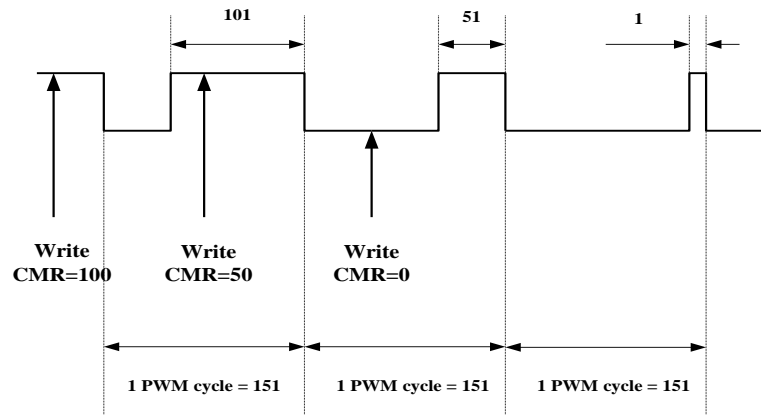 101
51
1
Write
CMR=100
Write
CMR=50
Write
CMR=0
1 PWM cycle = 151
1 PWM cycle = 151
1 PWM cycle = 151